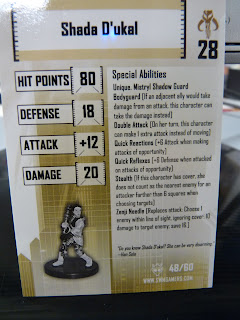 Shada D'ukal
28
HIT POINTS 80
DEFENSE 18
ATTACK +12
DAMAGE 20
Special Abilities
Unique. Mistryl Shadow Guard
Bodyguard [If an adjacent ally would take
damage from an attack, this character can
take the damage instead]
Double Attack [On her turn, this character can
make 1 extra attack instead of moving]
Quick Reactions [+6 Attack when making
attacks of opportunity]
Quick Reflexes [+6 Defense when attacked
on attacks of opportunity]
Stealth [If this character has cover, she
does not count as the nearest enemy for an
attacker farther than 6 squares when
choosing targets]
Zenji Needle [Replaces attack: Choose 1
enemy within line of sight, ignoring cover; 10
damage to target enemy; save 16.]
"Do you know Shada D'ukal? She can be very disarming."
–Han Solo
48/60
WWW.SWMGAMERS.COM